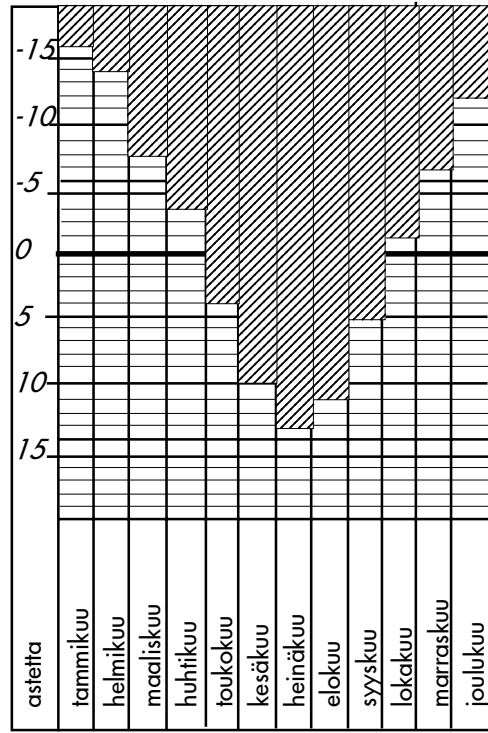 -15
-10
-5
0
5
10
15
astetta
tammikuu
helmikuu
maaliskuu
huhtikuu
toukokuu
kesäkuu
heinäkuu
elokuu
syyskuu
lokakuu
marraskuu
joulukuu